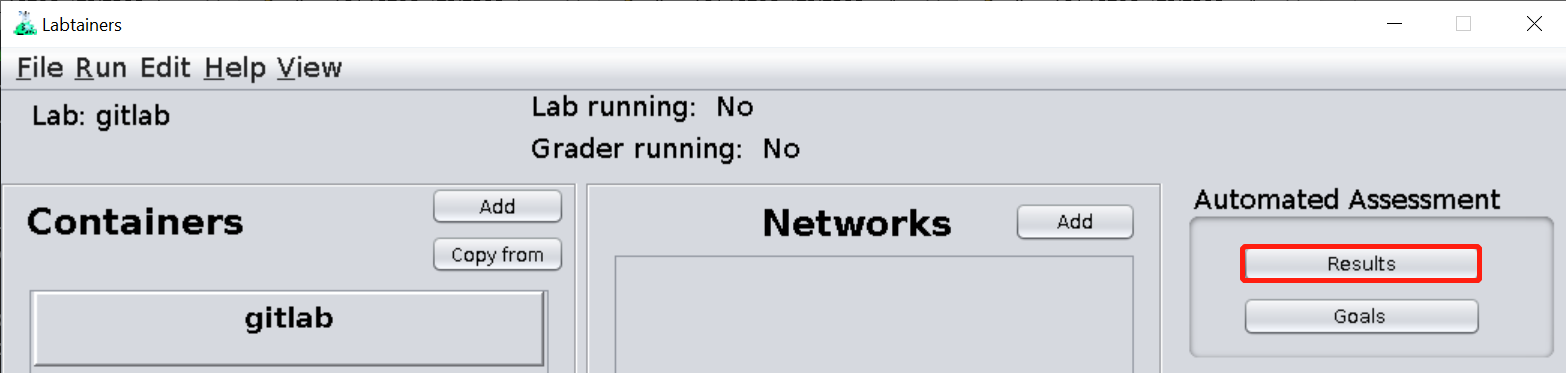 Labtainers
File Run Edit Help View
Lab: gitlab
Lab running: No
Grader running: No
Containers
Add
Copy from
gitlab
Networks
Add
Automated Assessment
Results
Goals